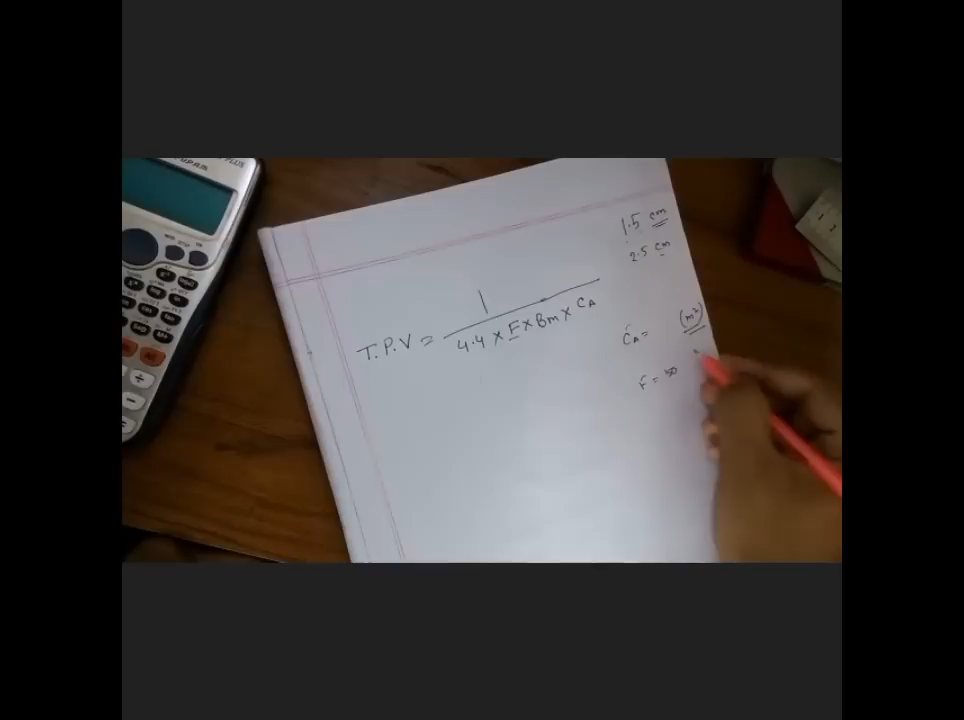 1.5 cm
2.5 cm
T.P.V = 1
4.4 × F × Bm × CA
CA = (m²)
F = 50